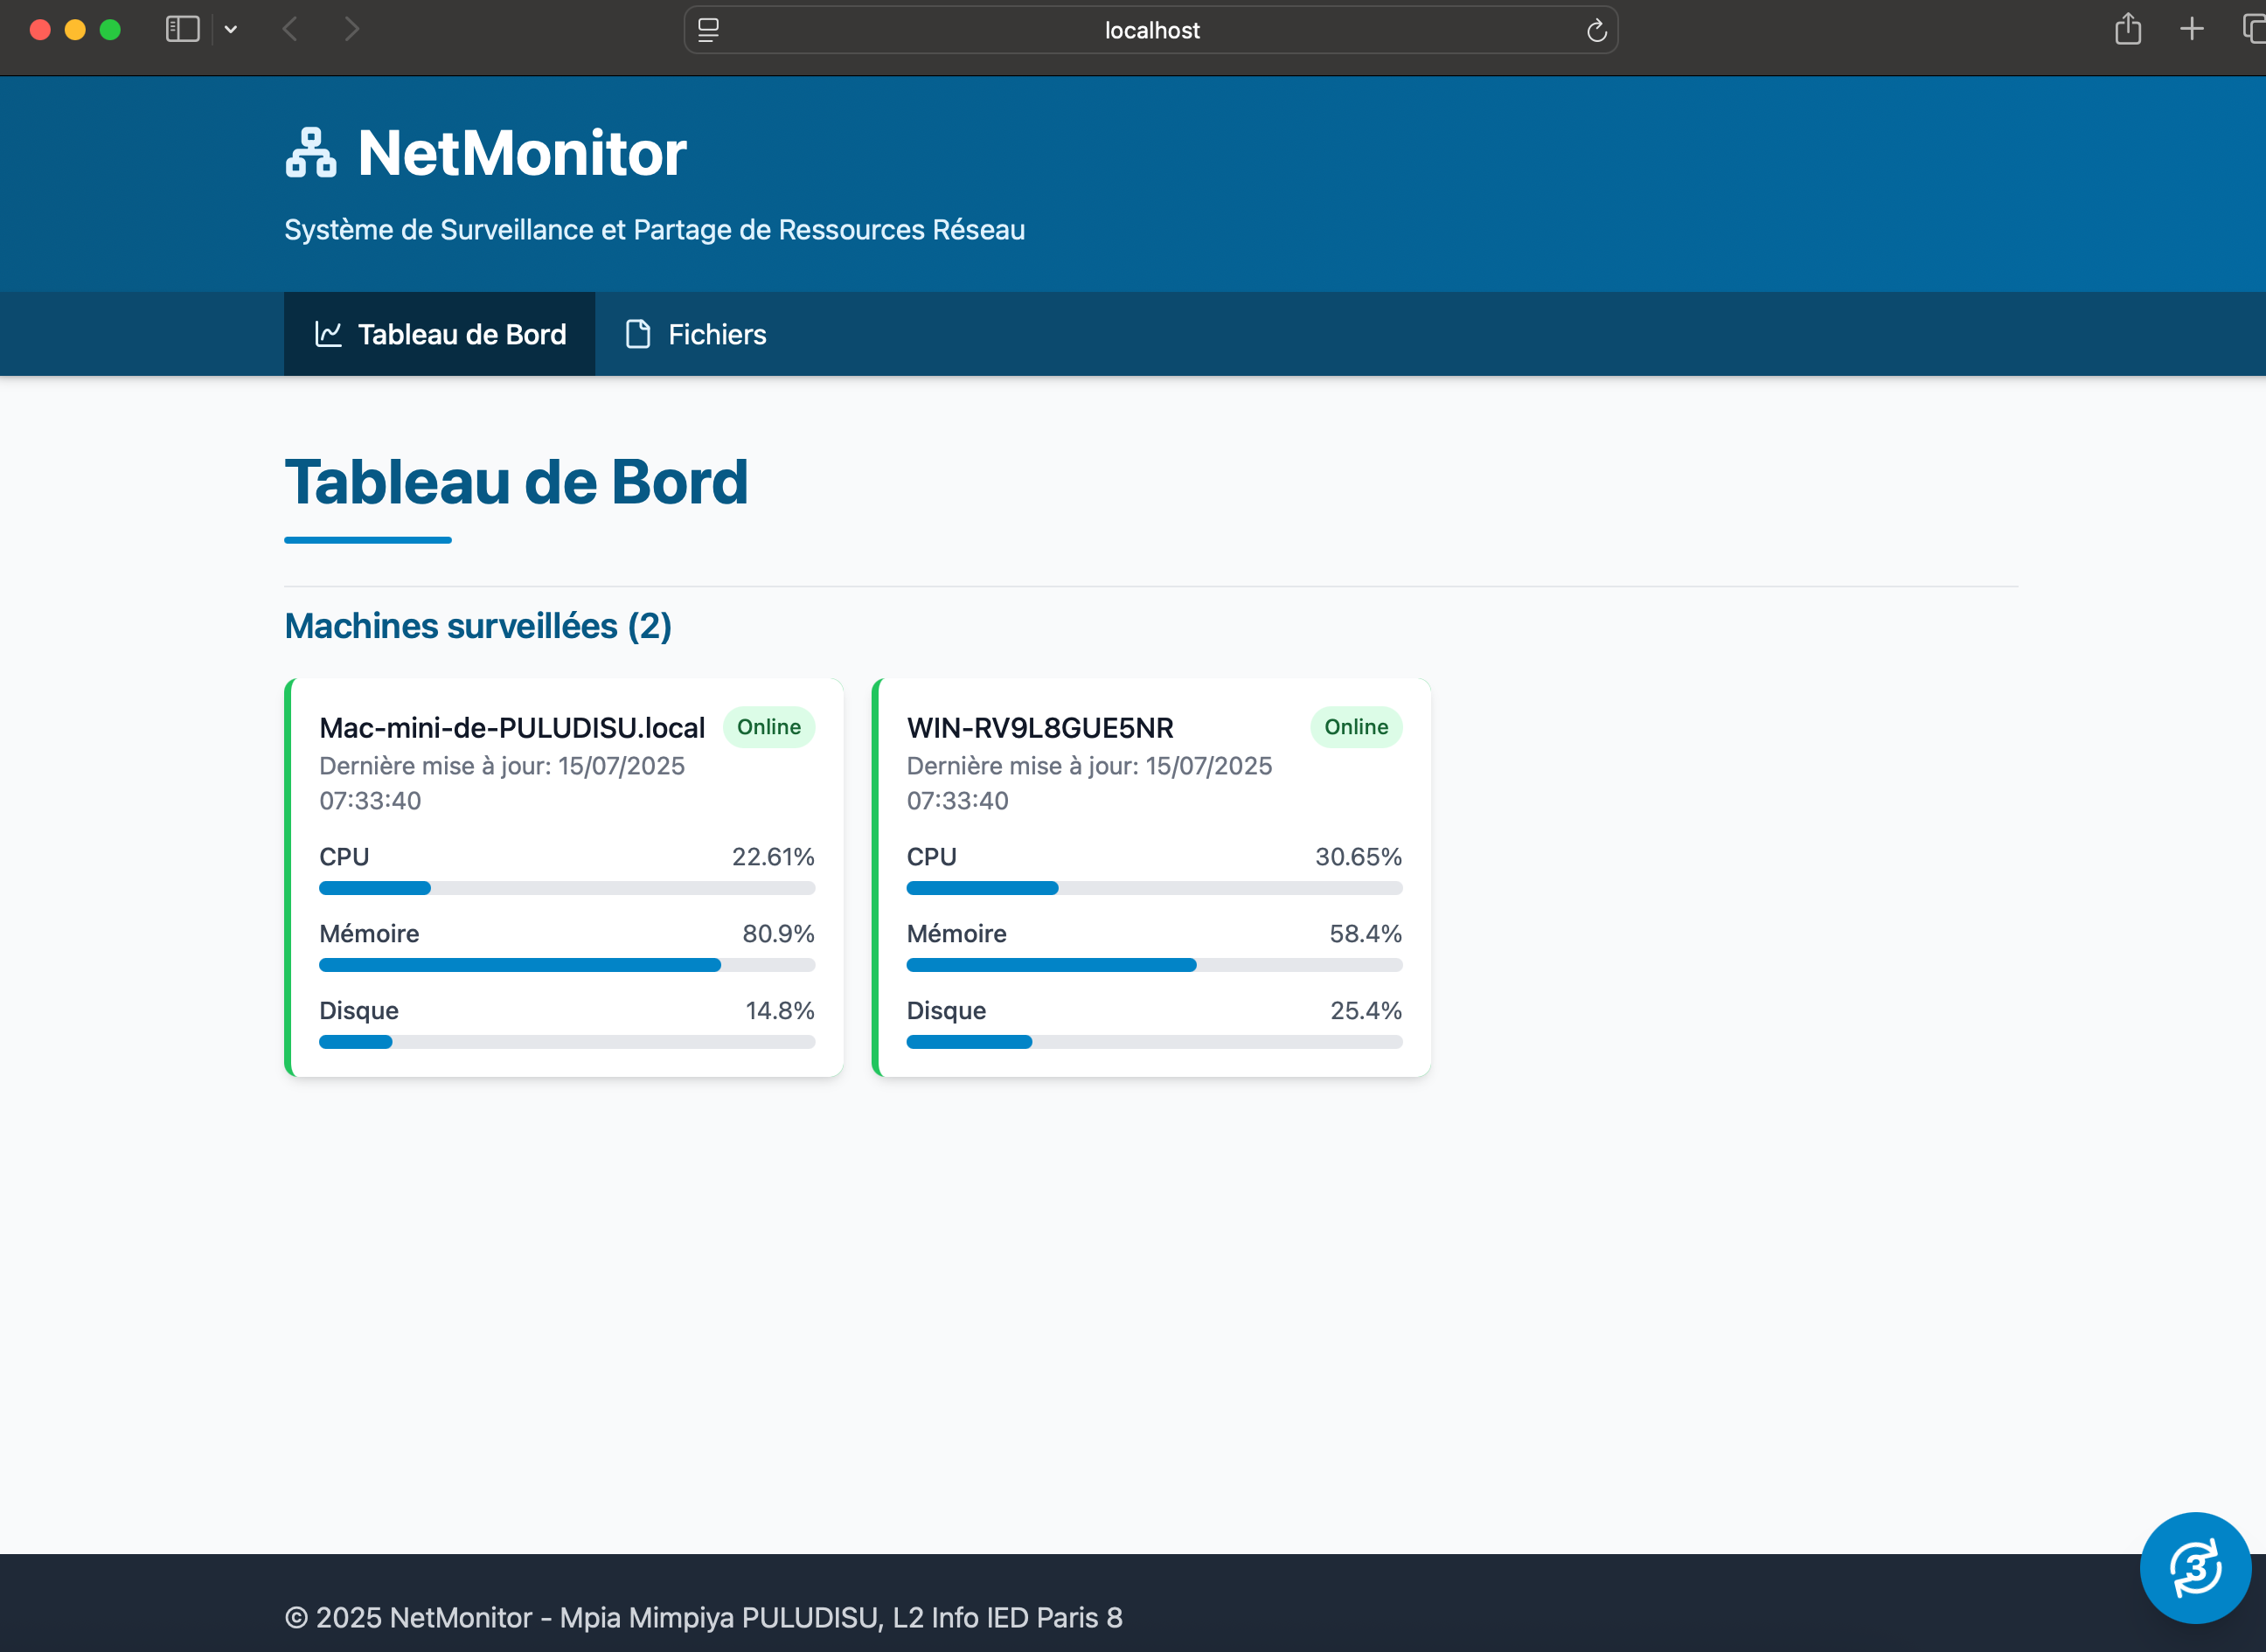 localhost
NetMonitor
Système de Surveillance et Partage de Ressources Réseau
Tableau de Bord
Fichiers
Tableau de Bord
Machines surveillées (2)
Mac-mini-de-PULUDISU.local
Online
Dernière mise à jour: 15/07/2025
07:33:40
CPU
22.61%
Mémoire
80.9%
Disque
14.8%
WIN-RV9L8GUE5NR
Online
Dernière mise à jour: 15/07/2025
07:33:40
CPU
30.65%
Mémoire
58.4%
Disque
25.4%
3
© 2025 NetMonitor - Mpia Mimpiya PULUDISU, L2 Info IED Paris 8